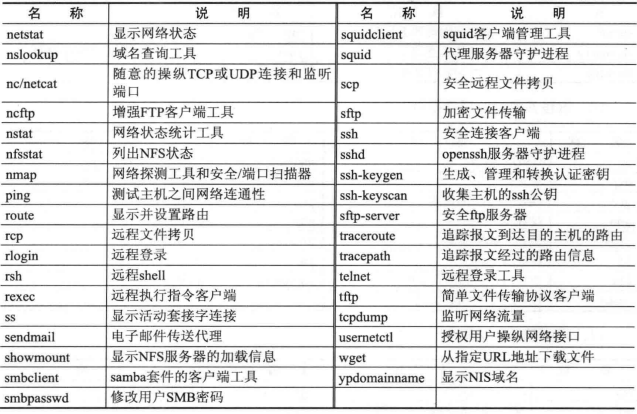 名 称 说 明 名 称 说 明
netstat 显示网络状态 squidclient squid客户端管理工具
nslookup 域名查询工具 squid 代理服务器守护进程
nc/netcat 随意的操纵TCP或UDP连接和监听端口 scp 安全远程文件拷贝
ncftp 增强FTP客户端工具 sftp 加密文件传输
nstat 网络状态统计工具 ssh 安全连接客户端
nfsstat 列出NFS状态 sshd openssh服务器守护进程
nmap 网络探测工具和安全/端口扫描器 ssh-keygen 生成、管理和转换认证密钥
ping 测试主机之间网络连通性 ssh-keyscan 收集主机的ssh公钥
route 显示并设置路由 sftp-server 安全ftp服务器
rcp 远程文件拷贝 traceroute 追踪报文到达目的主机的路由
rlogin 远程登录 tracepath 追踪报文经过的路由信息
rsh 远程shell telnet 远程登录工具
rexec 远程执行指令客户端 tftp 简单文件传输协议客户端
ss 显示活动套接字连接 tcpdump 监听网络流量
sendmail 电子邮件传送代理 usernetctl 授权用户操纵网络接口
showmount 显示NFS服务器的加载信息 wget 从指定URL地址下载文件
smbclient samba套件的客户端工具 ypdomainname 显示NIS域名
smbpasswd 修改用户SMB密码